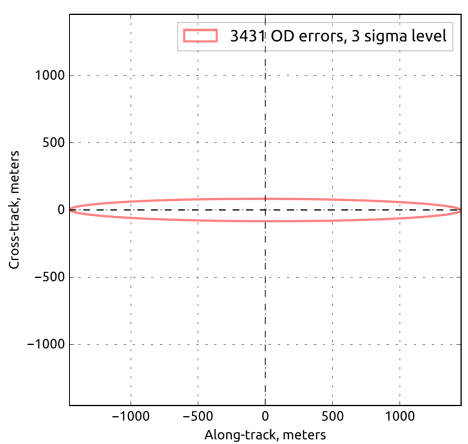 3431 OD errors, 3 sigma level
1000
500
0
−500
−1000
Cross-track, meters
−1000 −500 0 500 1000
Along-track, meters